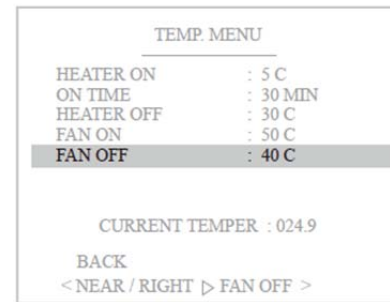 TEMP. MENU
HEATER ON : 5 C
ON TIME : 30 MIN
HEATER OFF : 30 C
FAN ON : 50 C
FAN OFF : 40 C
CURRENT TEMPER : 024.9
BACK
< NEAR / RIGHT ▷ FAN OFF >